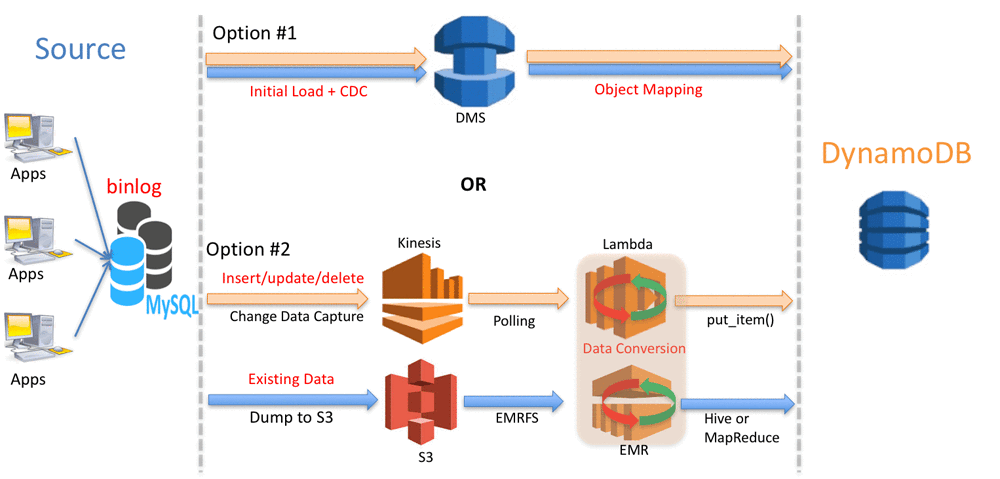 Source
Apps
Apps
Apps
binlog
MySQL
Option #1
Initial Load + CDC
DMS
Object Mapping
OR
Option #2
Insert/update/delete
Change Data Capture
Kinesis
Polling
Lambda
Data Conversion
put_item()
Existing Data
Dump to S3
S3
EMRFS
EMR
Hive or
MapReduce
DynamoDB